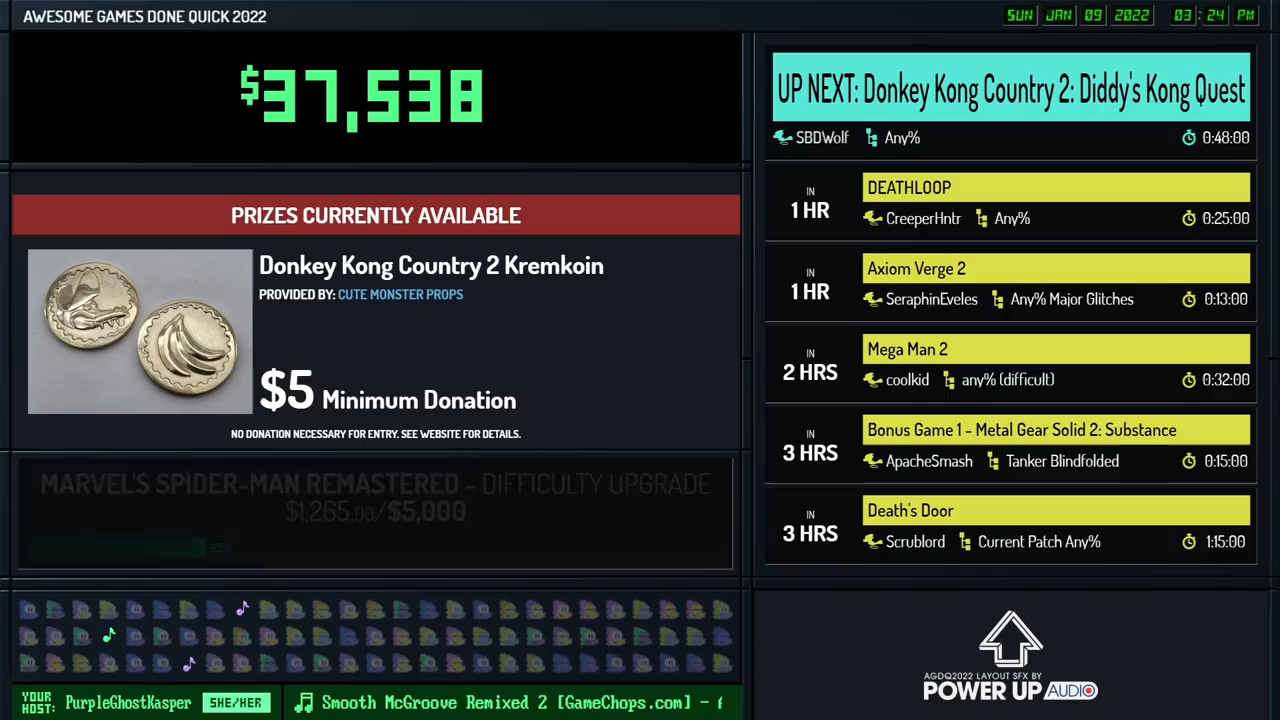 AWESOME GAMES DONE QUICK 2022
SUN JAN 09 2022 03:24 PM
$37,538
PRIZES CURRENTLY AVAILABLE
Donkey Kong Country 2 Kremkoin
PROVIDED BY: CUTE MONSTER PROPS
$5 Minimum Donation
NO DONATION NECESSARY FOR ENTRY. SEE WEBSITE FOR DETAILS.
MARVEL'S SPIDER-MAN REMASTERED - DIFFICULTY UPGRADE
$1,265.00/$5,000
25%
YOUR HOST: PurpleGhostKasper SHE/HER
Smooth McGroove Remixed 2 [GameChops.com] -
UP NEXT: Donkey Kong Country 2: Diddy's Kong Quest
SBDWolf Any% 0:48:00
IN 1 HR
DEATHLOOP
CreeperHntr Any% 0:25:00
IN 1 HR
Axiom Verge 2
SeraphinEveles Any% Major Glitches 0:13:00
IN 2 HRS
Mega Man 2
coolkid any% (difficult) 0:32:00
IN 3 HRS
Bonus Game 1 - Metal Gear Solid 2: Substance
ApacheSmash Tanker Blindfolded 0:15:00
IN 3 HRS
Death's Door
Scrublord Current Patch Any% 1:15:00
AGDQ2022 LAYOUT SFX BY
POWER UP AUDIO